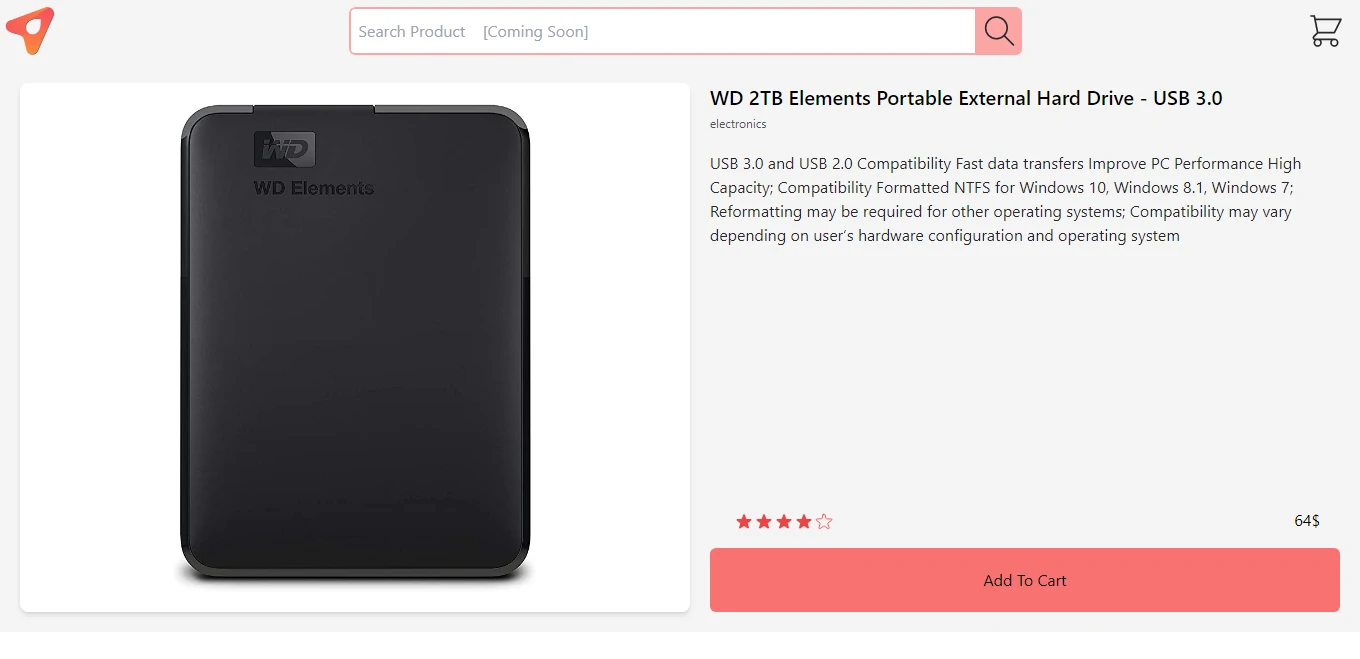 Search Product [Coming Soon]
WD
WD Elements
WD 2TB Elements Portable External Hard Drive - USB 3.0
electronics
USB 3.0 and USB 2.0 Compatibility Fast data transfers Improve PC Performance High
Capacity; Compatibility Formatted NTFS for Windows 10, Windows 8.1, Windows 7;
Reformatting may be required for other operating systems; Compatibility may vary
depending on user’s hardware configuration and operating system
64$
Add To Cart